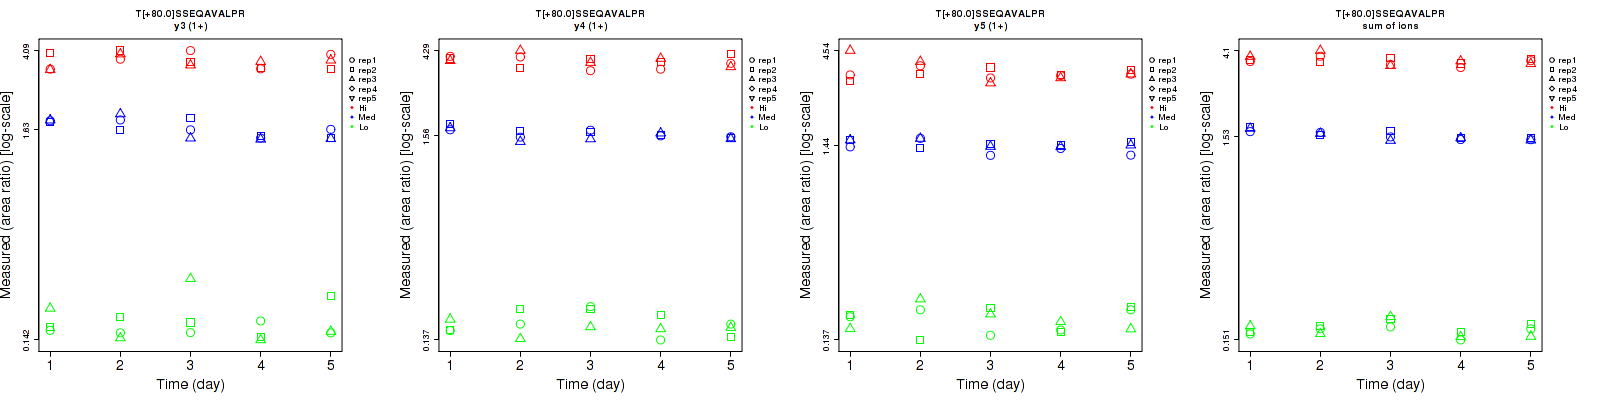 T[+80.0]SSEQAVALPR
y3 (1+)
Measured (area ratio) [log-scale]
4.09
1.63
0.142
1
2
3
4
5
Time (day)
rep1
rep2
rep3
rep4
rep5
Hi
Med
Lo
T[+80.0]SSEQAVALPR
y4 (1+)
Measured (area ratio) [log-scale]
4.29
1.56
0.137
1
2
3
4
5
Time (day)
rep1
rep2
rep3
rep4
rep5
Hi
Med
Lo
T[+80.0]SSEQAVALPR
y5 (1+)
Measured (area ratio) [log-scale]
4.54
1.44
0.137
1
2
3
4
5
Time (day)
rep1
rep2
rep3
rep4
rep5
Hi
Med
Lo
T[+80.0]SSEQAVALPR
sum of ions
Measured (area ratio) [log-scale]
4.1
1.53
0.151
1
2
3
4
5
Time (day)
rep1
rep2
rep3
rep4
rep5
Hi
Med
Lo